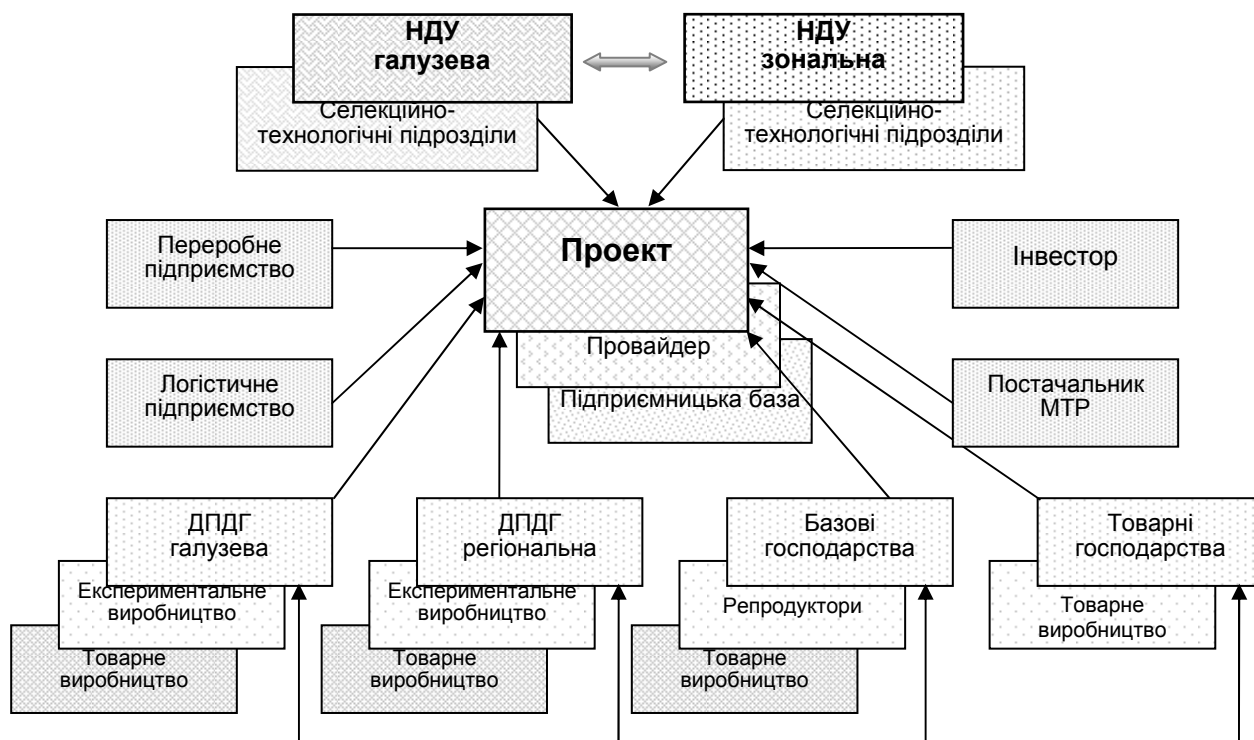 НДУ
галузева
НДУ
зональна
Селекційно-
технологічні підрозділи
Селекційно-
технологічні підрозділи
Переробне
підприємство
Проект
Інвестор
Провайдер
Логістичне
підприємство
Підприємницька база
Постачальник
МТР
ДПДГ
галузева
ДПДГ
регіональна
Базові
господарства
Товарні
господарства
Експериментальне
виробництво
Експериментальне
виробництво
Репродуктори
Товарне
виробництво
Товарне
виробництво
Товарне
виробництво
Товарне
виробництво